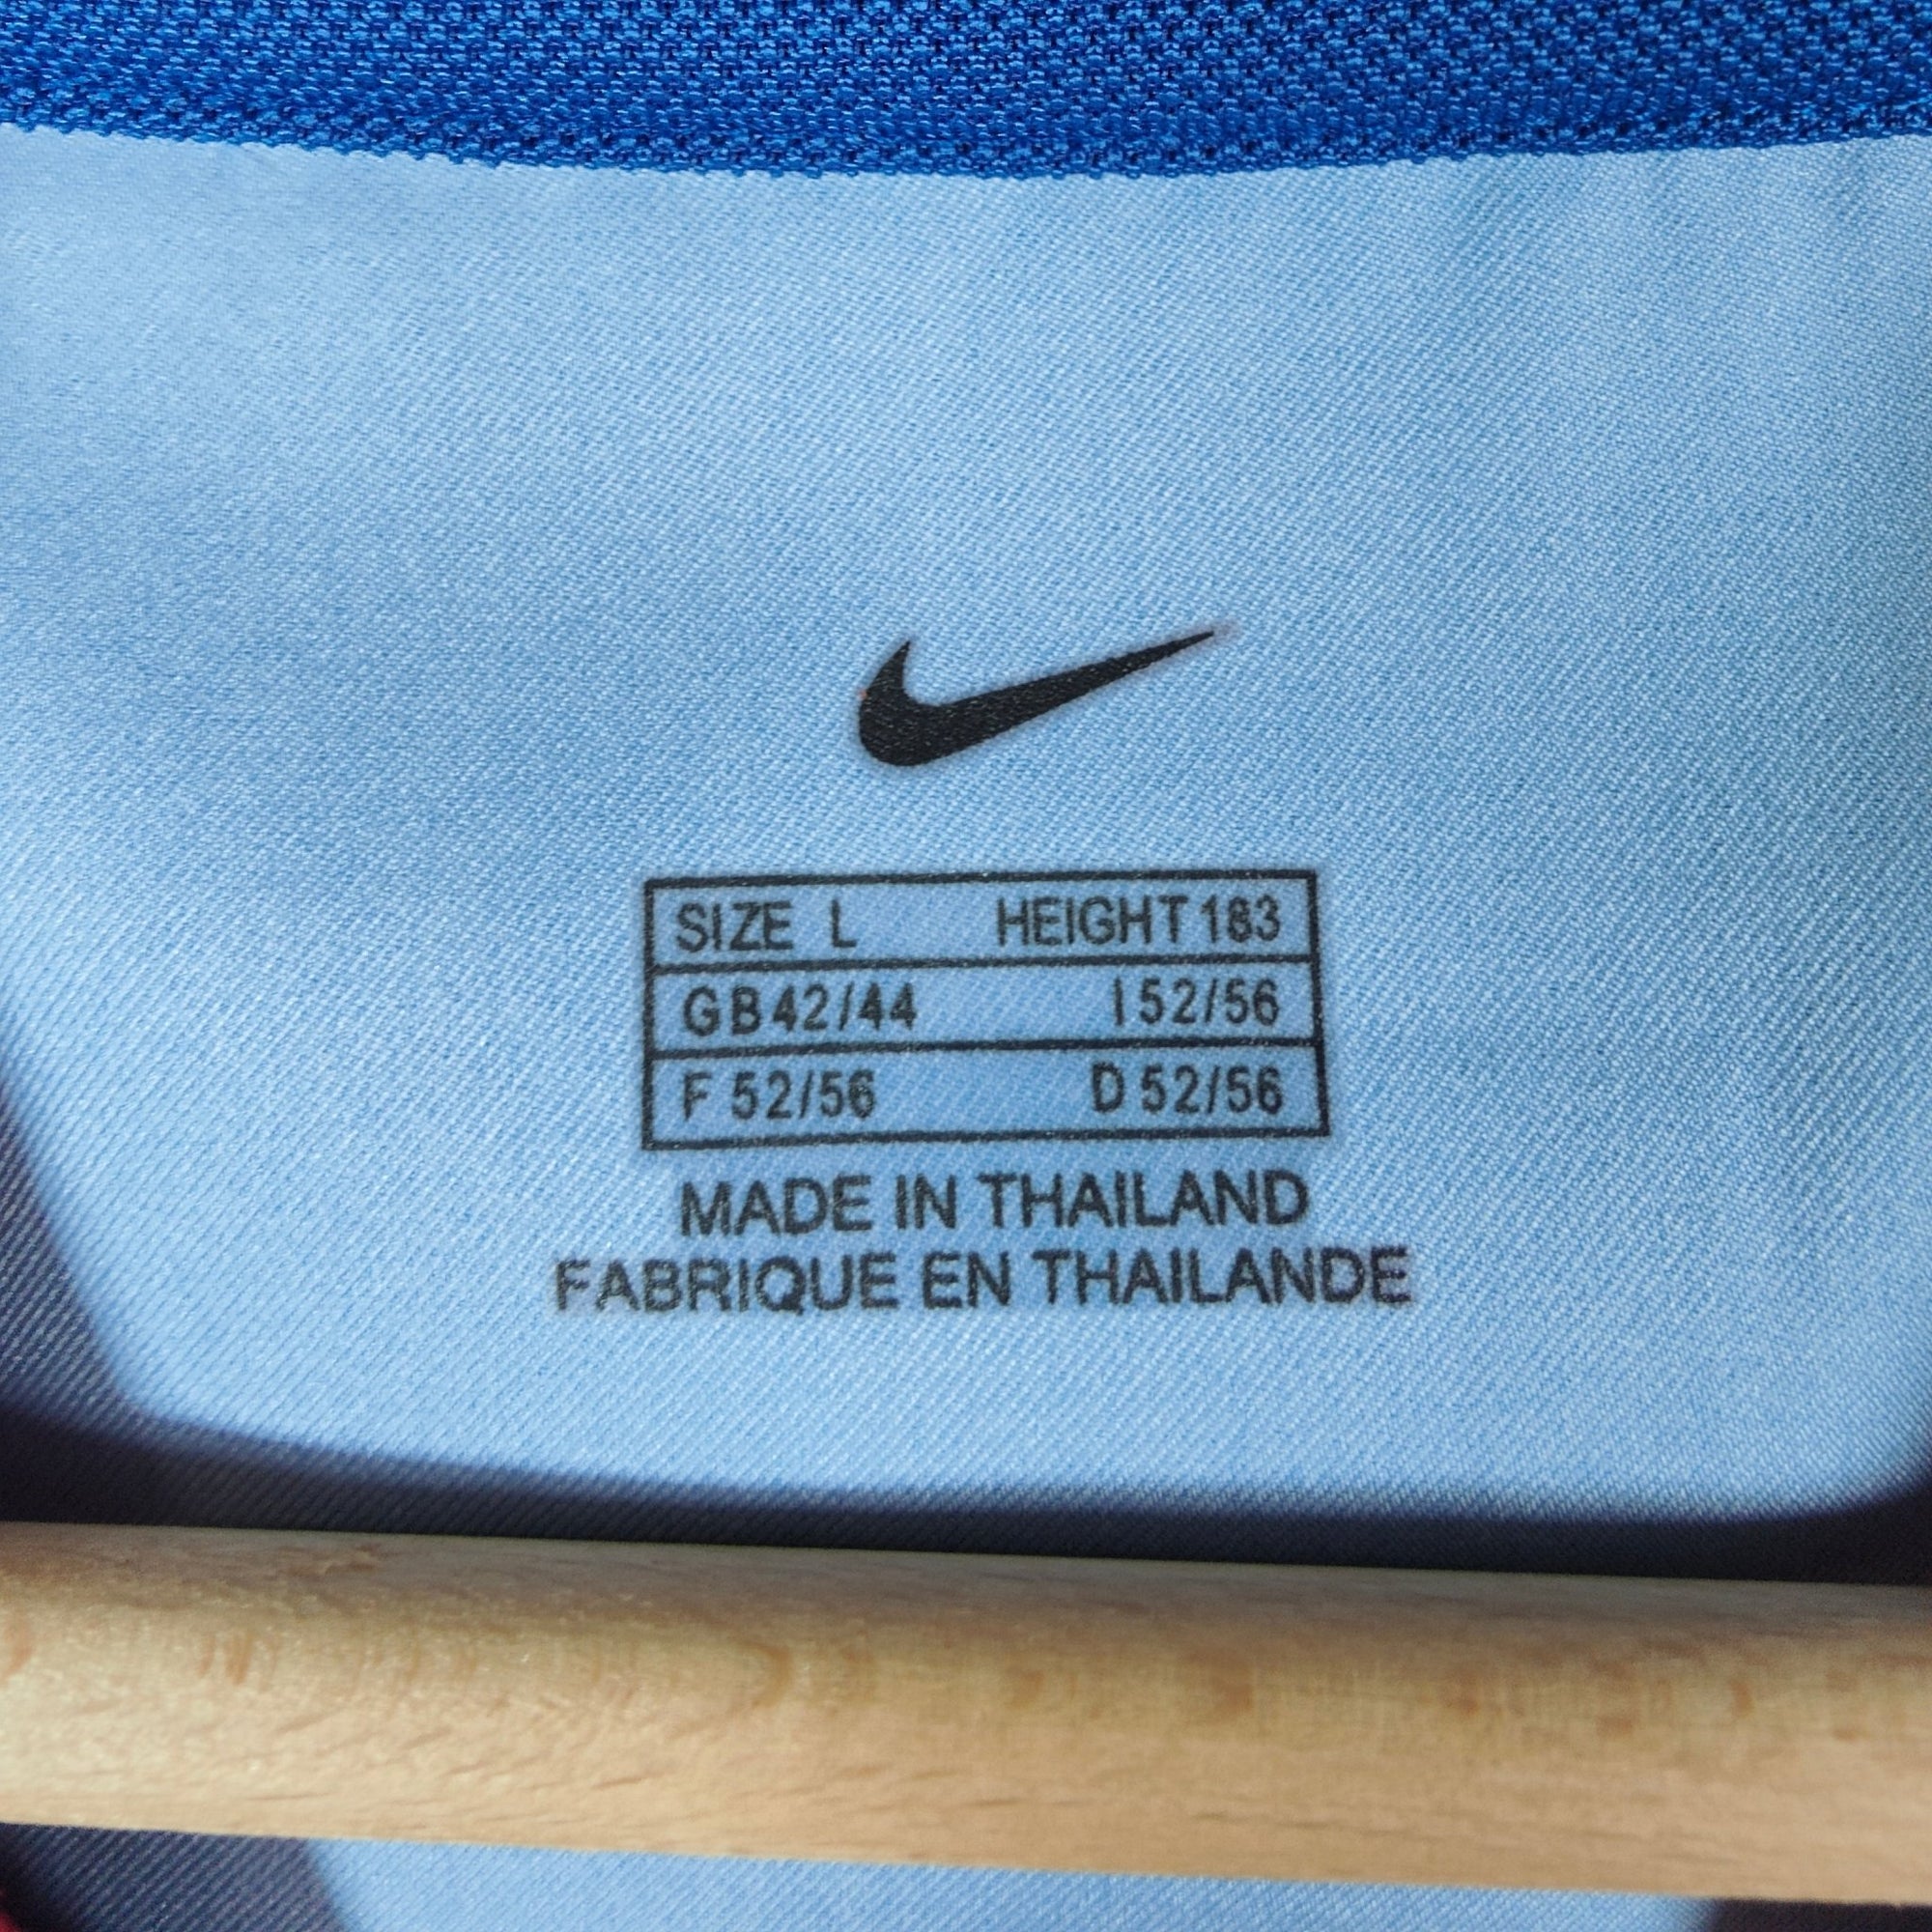 SIZE L HEIGHT 183
GB 42/44 I 52/56
F 52/56 D 52/56
MADE IN THAILAND
FABRIQUE EN THAILANDE